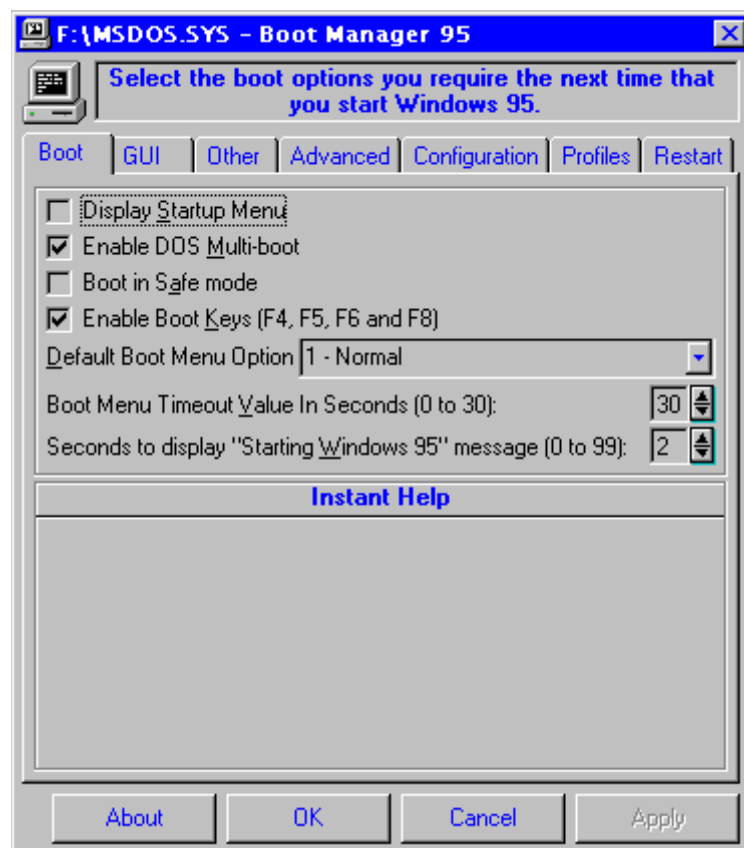 F:\MSDOS.SYS - Boot Manager 95
Select the boot options you require the next time that
you start Windows 95.
Boot GUI Other Advanced Configuration Profiles Restart
Display Startup Menu
Enable DOS Multi-boot
Boot in Safe mode
Enable Boot Keys (F4, F5, F6 and F8)
Default Boot Menu Option 1 - Normal
Boot Menu Timeout Value In Seconds (0 to 30): 30
Seconds to display "Starting Windows 95" message (0 to 99): 2
Instant Help
About OK Cancel Apply